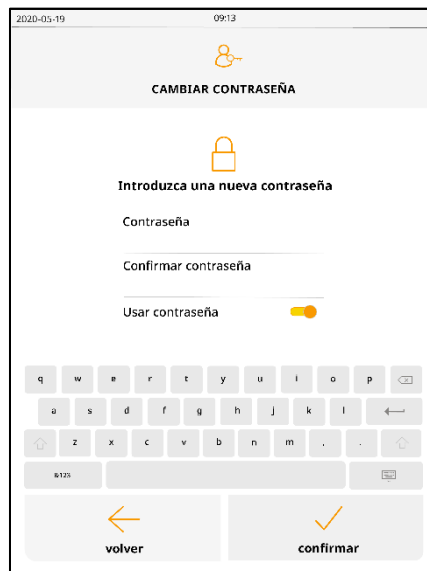 2020-05-19 09:13
CAMBIAR CONTRASEÑA
Introduzca una nueva contraseña
Contraseña
Confirmar contraseña
Usar contraseña
q w e r t y u i o p
a s d f g h j k l
z x c v b n m , .
&123
volver confirmar